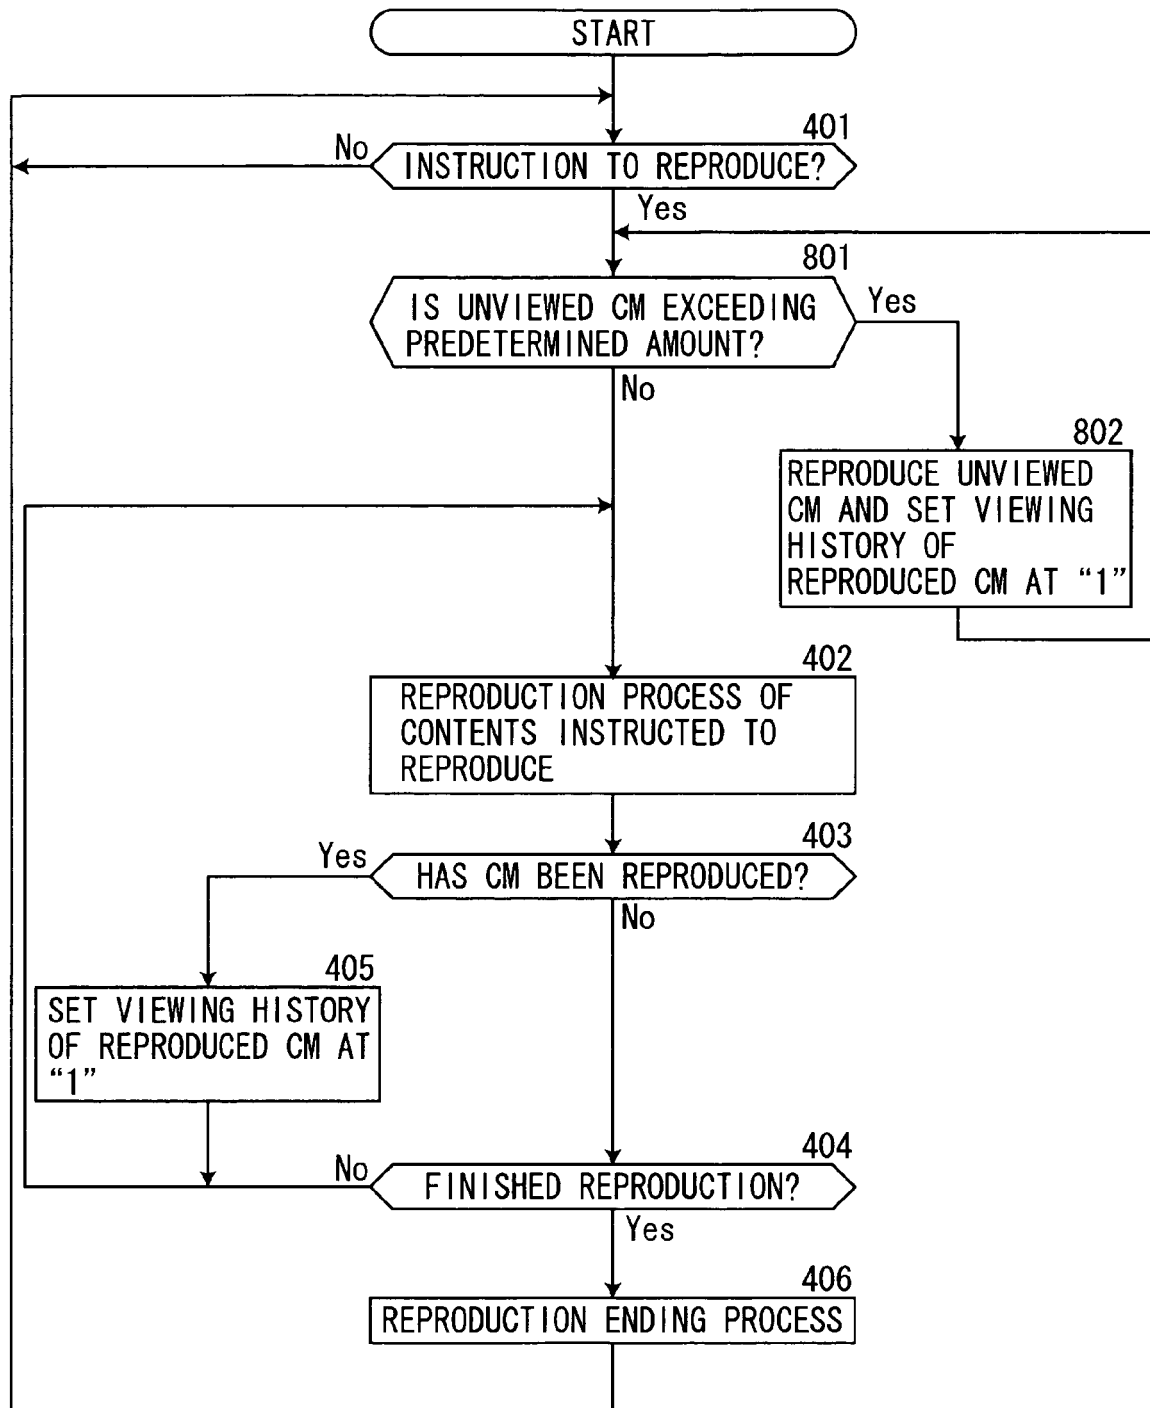 START
401
No
INSTRUCTION TO REPRODUCE?
Yes
801
IS UNVIEWED CM EXCEEDING
PREDETERMINED AMOUNT?
Yes
No
802
REPRODUCE UNVIEWED
CM AND SET VIEWING
HISTORY OF
REPRODUCED CM AT “1”
402
REPRODUCTION PROCESS OF
CONTENTS INSTRUCTED TO
REPRODUCE
403
Yes
HAS CM BEEN REPRODUCED?
No
405
SET VIEWING HISTORY
OF REPRODUCED CM AT
“1”
404
No
FINISHED REPRODUCTION?
Yes
406
REPRODUCTION ENDING PROCESS